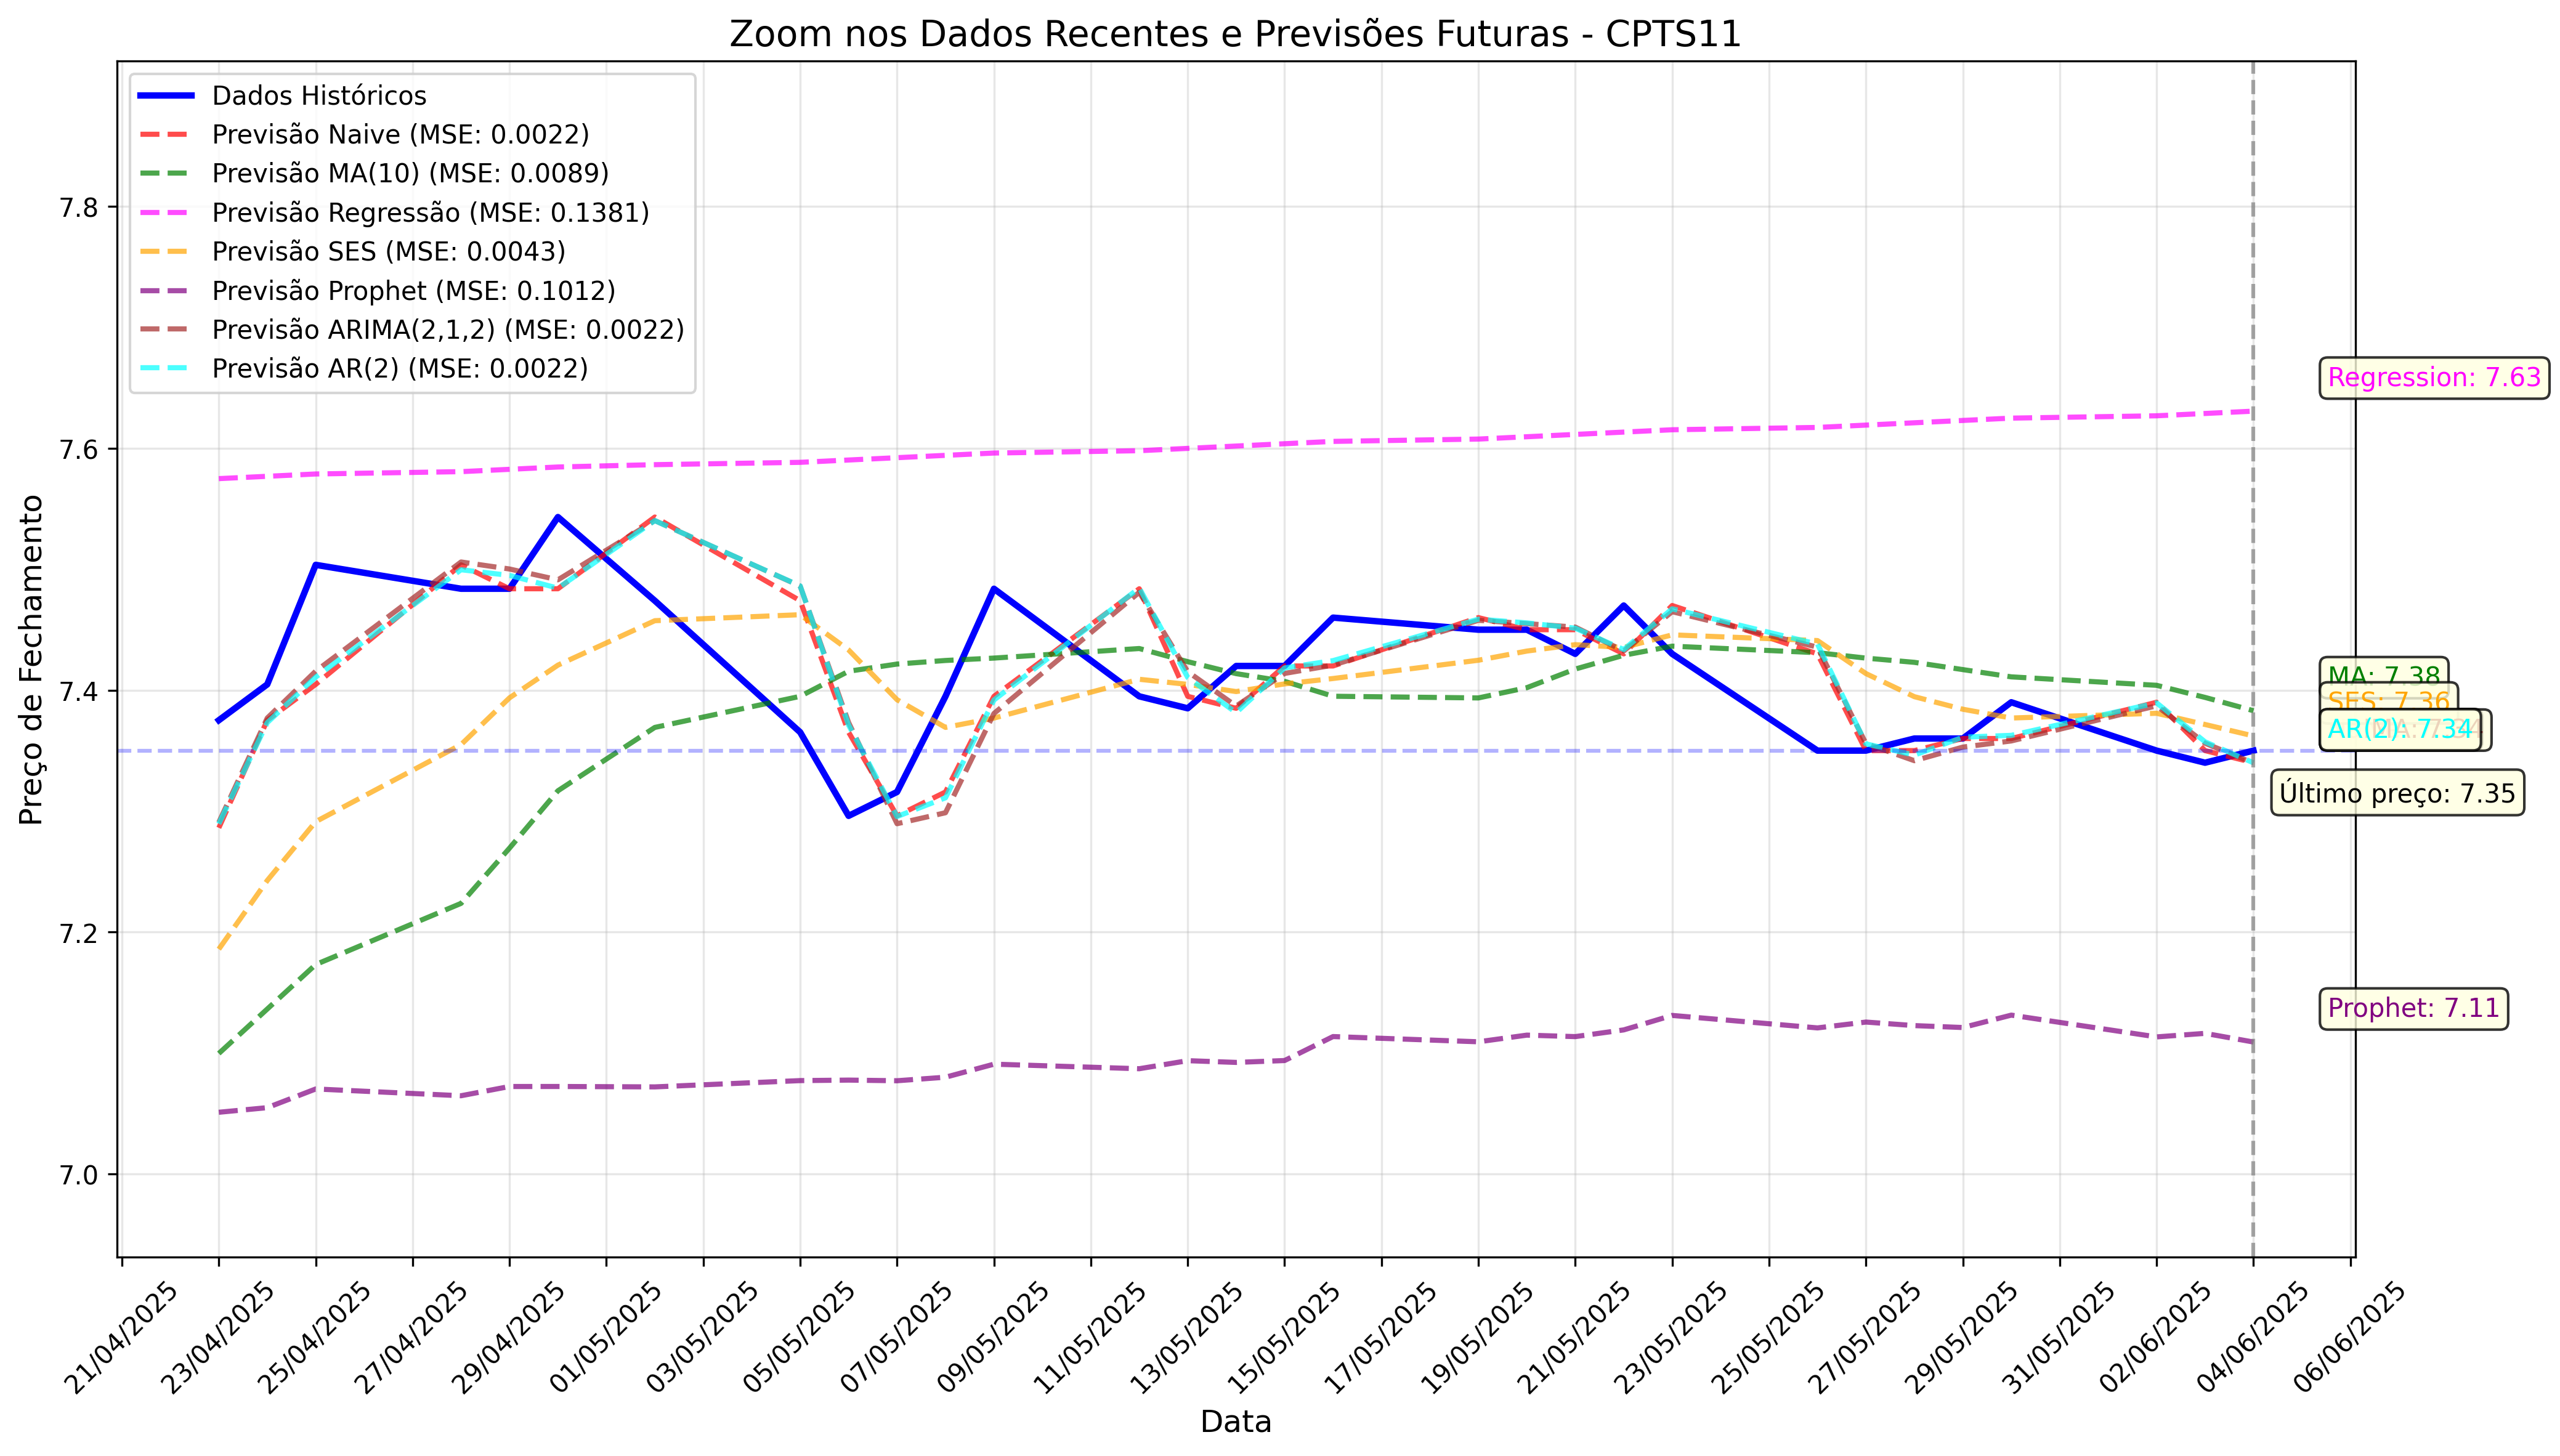 Zoom nos Dados Recentes e Previsões Futuras - CPTS11
Dados Históricos
Previsão Naive (MSE: 0.0022)
Previsão MA(10) (MSE: 0.0089)
Previsão Regressão (MSE: 0.1381)
Previsão SES (MSE: 0.0043)
Previsão Prophet (MSE: 0.1012)
Previsão ARIMA(2,1,2) (MSE: 0.0022)
Previsão AR(2) (MSE: 0.0022)
Preço de Fechamento
7.8
7.6
7.4
7.2
7.0
Regression: 7.63
MA: 7.38
SES: 7.36
AR(2): 7.34
Último preço: 7.35
Prophet: 7.11
21/04/2025
23/04/2025
25/04/2025
27/04/2025
29/04/2025
01/05/2025
03/05/2025
05/05/2025
07/05/2025
09/05/2025
11/05/2025
13/05/2025
15/05/2025
17/05/2025
19/05/2025
21/05/2025
23/05/2025
25/05/2025
27/05/2025
29/05/2025
31/05/2025
02/06/2025
04/06/2025
06/06/2025
Data